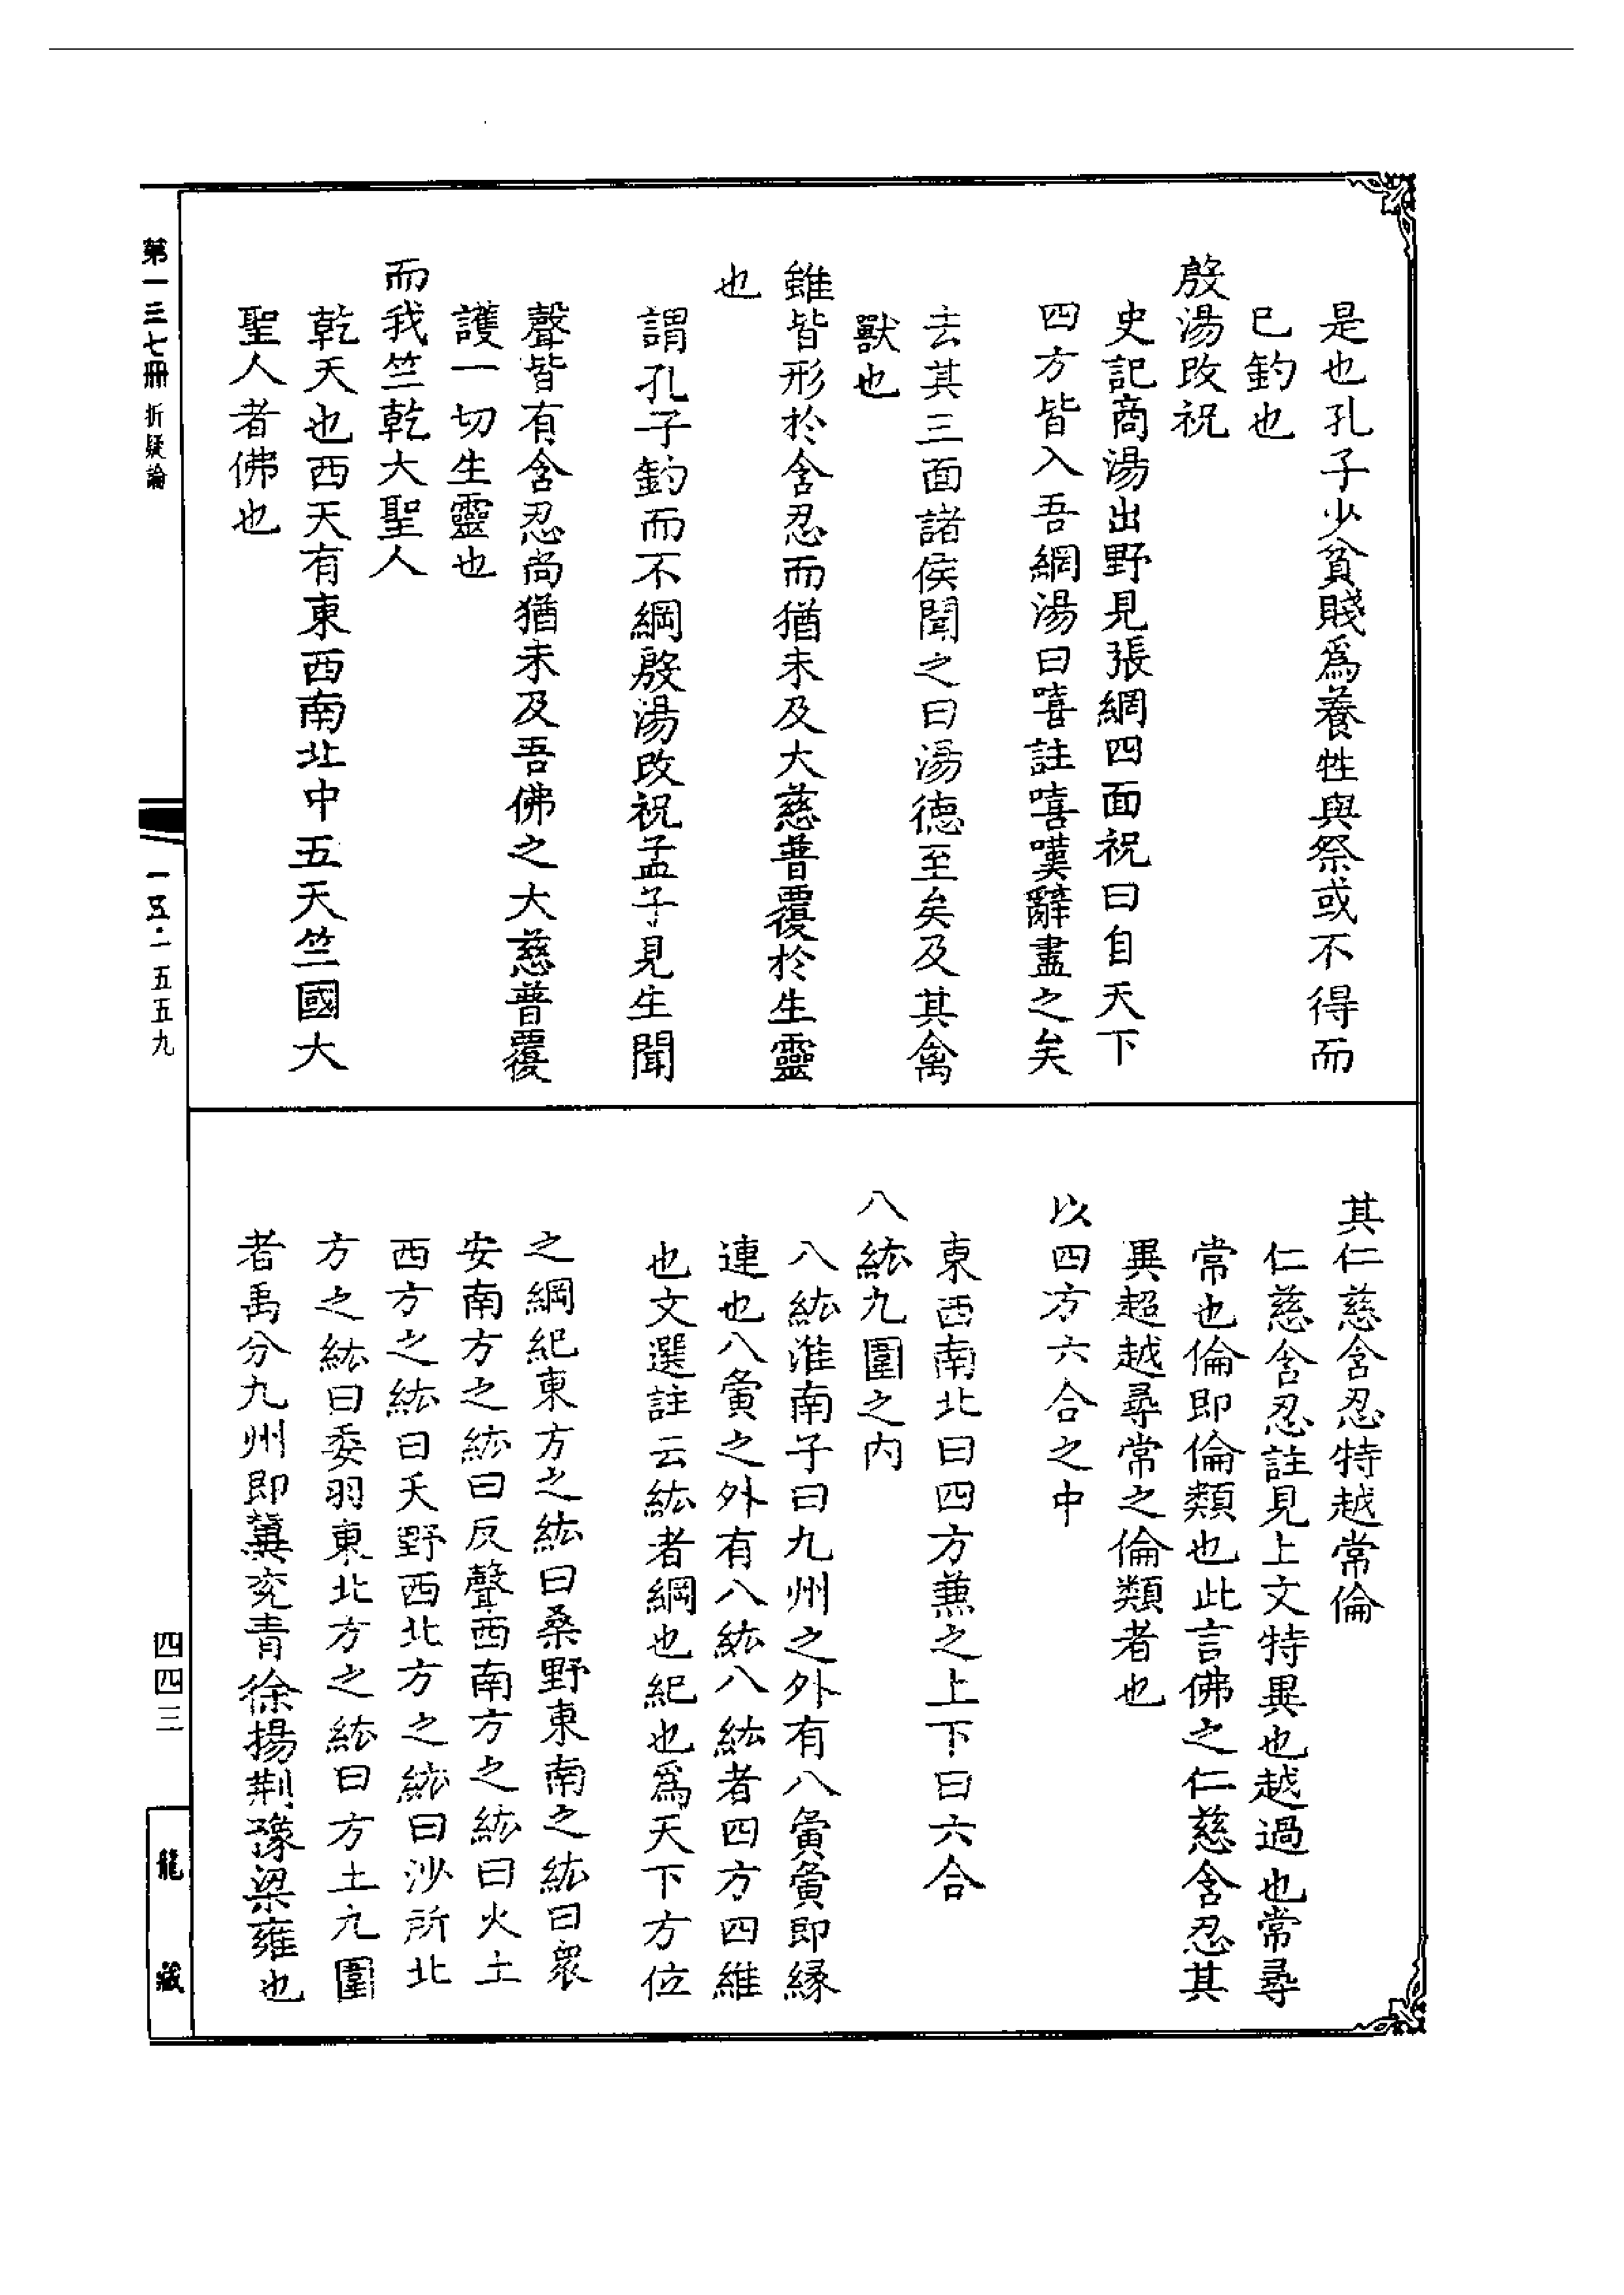 是也孔子少貧賤爲養牲與祭或不得而
已釣也
殷湯改祝
史記商湯出野見張網四面祝曰自天下
四方皆入吾網湯曰嘻註嘻嘆辭盡之矣
去其三面諸侯聞之曰湯德至矣及其禽
獸也
雖皆形於含忍而猶未及大慈普覆於生靈
也
謂孔子釣而不綱殷湯改祝孟子見生聞
聲皆有含忍尚猶未及吾佛之大慈普覆
護一切生靈也
而我竺乾大聖人
乾天也西天有東西南北中五天竺國大
聖人者佛也
其仁慈含忍特越常倫
仁慈含忍註見上文特異也越過也常尋
常也倫即倫類也此言佛之仁慈含忍其
異超越尋常之倫類者也
以四方六合之中
東西南北曰四方兼之上下曰六合
八紘九圍之內
八紘淮南子曰九州之外有八夤夤即緣
連也八夤之外有八紘八紘者四方四維
也文選註云紘者綱也紀也爲天下方位
之綱紀東方之紘曰桑野東南之紘曰衆
安南方之紘曰反聲西南方之紘曰火土
西方之紘曰天野西北方之紘曰沙所北
方之紘曰委羽東北方之紘曰方土九圍
者禹分九州即冀兗青徐揚荆豫梁雍也
第一三七冊 折疑論
一五·一五五九
四四三
龍藏